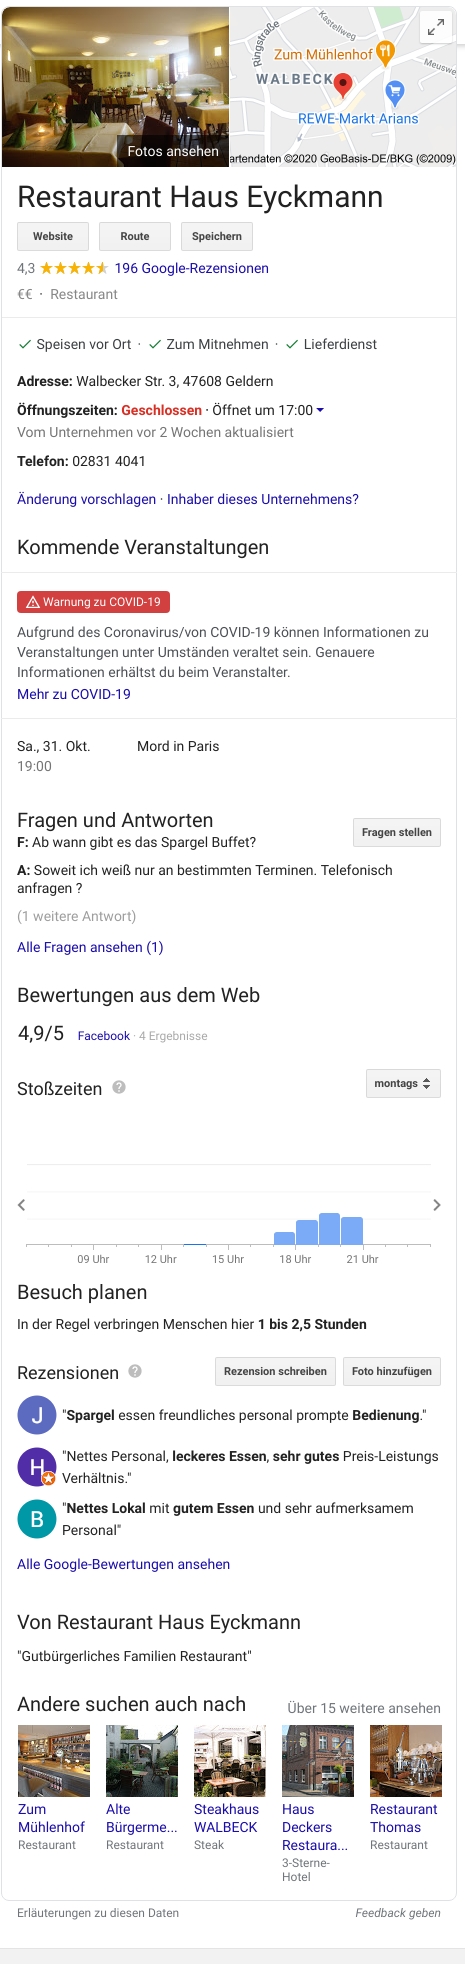 Ringstraße
Kastellweg
Zum Mühlenhof
WALBECK
Meuswe
REWE-Markt Arians
Fotos ansehen
artendaten ©2020 GeoBasis-DE/BKG (©2009)
Restaurant Haus Eyckmann
Website Route Speichern
4,3 196 Google-Rezensionen
€€ · Restaurant
Speisen vor Ort · Zum Mitnehmen · Lieferdienst
Adresse: Walbecker Str. 3, 47608 Geldern
Öffnungszeiten: Geschlossen · Öffnet um 17:00
Vom Unternehmen vor 2 Wochen aktualisiert
Telefon: 02831 4041
Änderung vorschlagen · Inhaber dieses Unternehmens?
Kommende Veranstaltungen
Warnung zu COVID-19
Aufgrund des Coronavirus/von COVID-19 können Informationen zu
Veranstaltungen unter Umständen veraltet sein. Genauere
Informationen erhältst du beim Veranstalter.
Mehr zu COVID-19
Sa., 31. Okt. Mord in Paris
19:00
Fragen und Antworten
Fragen stellen
F: Ab wann gibt es das Spargel Buffet?
A: Soweit ich weiß nur an bestimmten Terminen. Telefonisch
anfragen ?
(1 weitere Antwort)
Alle Fragen ansehen (1)
Bewertungen aus dem Web
4,9/5 Facebook · 4 Ergebnisse
Stoßzeiten ? montags
09 Uhr 12 Uhr 15 Uhr 18 Uhr 21 Uhr
Besuch planen
In der Regel verbringen Menschen hier 1 bis 2,5 Stunden
Rezensionen ? Rezension schreiben Foto hinzufügen
J "Spargel essen freundliches personal prompte Bedienung."
H "Nettes Personal, leckeres Essen, sehr gutes Preis-Leistungs
Verhältnis."
B "Nettes Lokal mit gutem Essen und sehr aufmerksamem
Personal"
Alle Google-Bewertungen ansehen
Von Restaurant Haus Eyckmann
"Gutbürgerliches Familien Restaurant"
Andere suchen auch nach Über 15 weitere ansehen
Zum
Mühlenhof
Restaurant
Alte
Bürgerme...
Restaurant
Steakhaus
WALBECK
Steak
Haus
Deckers
Restaura...
3-Sterne-
Hotel
Restaurant
Thomas
Restaurant
Erläuterungen zu diesen Daten Feedback geben